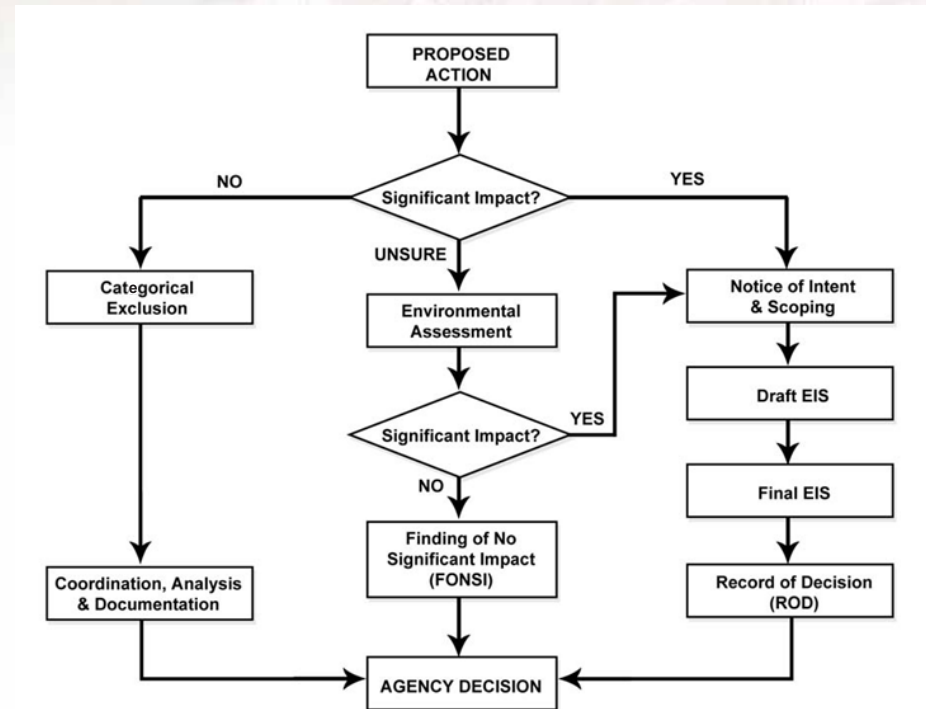 PROPOSED
ACTION
NO
Significant Impact?
YES
UNSURE
Categorical
Exclusion
Environmental
Assessment
Notice of Intent
& Scoping
Draft EIS
Significant Impact?
YES
NO
Final EIS
Finding of No
Significant Impact
(FONSI)
Coordination, Analysis
& Documentation
Record of Decision
(ROD)
AGENCY DECISION